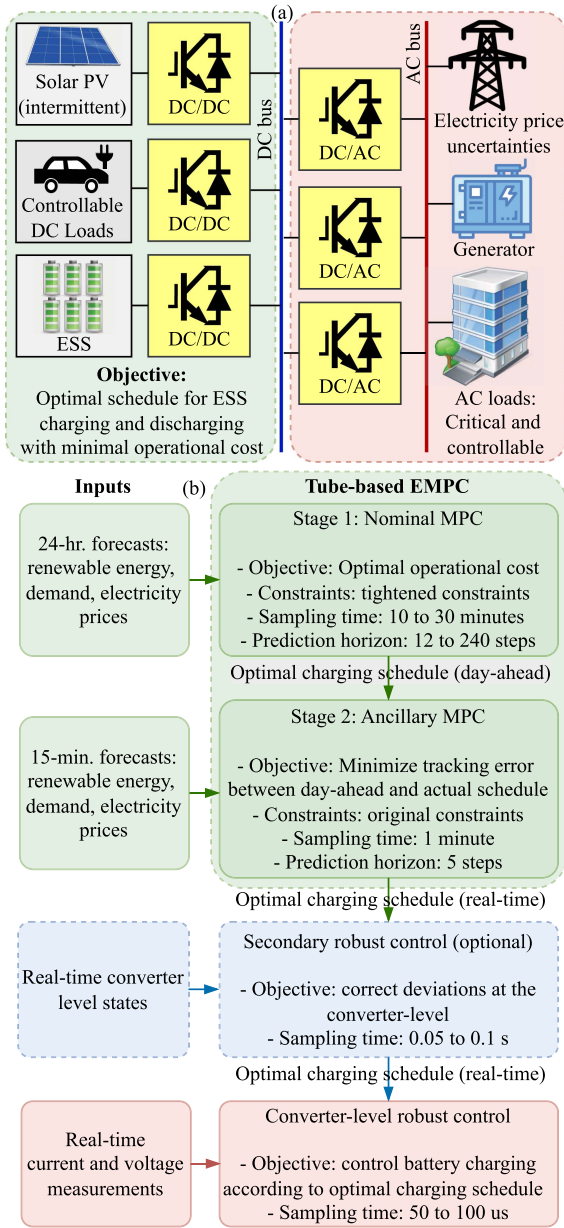 (a)
Solar PV
(intermittent)
DC/DC
Controllable
DC Loads
DC/DC
ESS
DC/DC
DC bus
AC bus
DC/AC
DC/AC
DC/AC
Electricity price
uncertainties
Generator
AC loads:
Critical and
controllable
Objective:
Optimal schedule for ESS
charging and discharging
with minimal operational cost
Inputs
(b)
Tube-based EMPC
24-hr. forecasts:
renewable energy,
demand, electricity
prices
Stage 1: Nominal MPC
- Objective: Optimal operational cost
- Constraints: tightened constraints
- Sampling time: 10 to 30 minutes
- Prediction horizon: 12 to 240 steps
Optimal charging schedule (day-ahead)
15-min. forecasts:
renewable energy,
demand, electricity
prices
Stage 2: Ancillary MPC
- Objective: Minimize tracking error
between day-ahead and actual schedule
- Constraints: original constraints
- Sampling time: 1 minute
- Prediction horizon: 5 steps
Optimal charging schedule (real-time)
Real-time converter
level states
Secondary robust control (optional)
- Objective: correct deviations at the
converter-level
- Sampling time: 0.05 to 0.1 s
Optimal charging schedule (real-time)
Real-time
current and voltage
measurements
Converter-level robust control
- Objective: control battery charging
according to optimal charging schedule
- Sampling time: 50 to 100 us